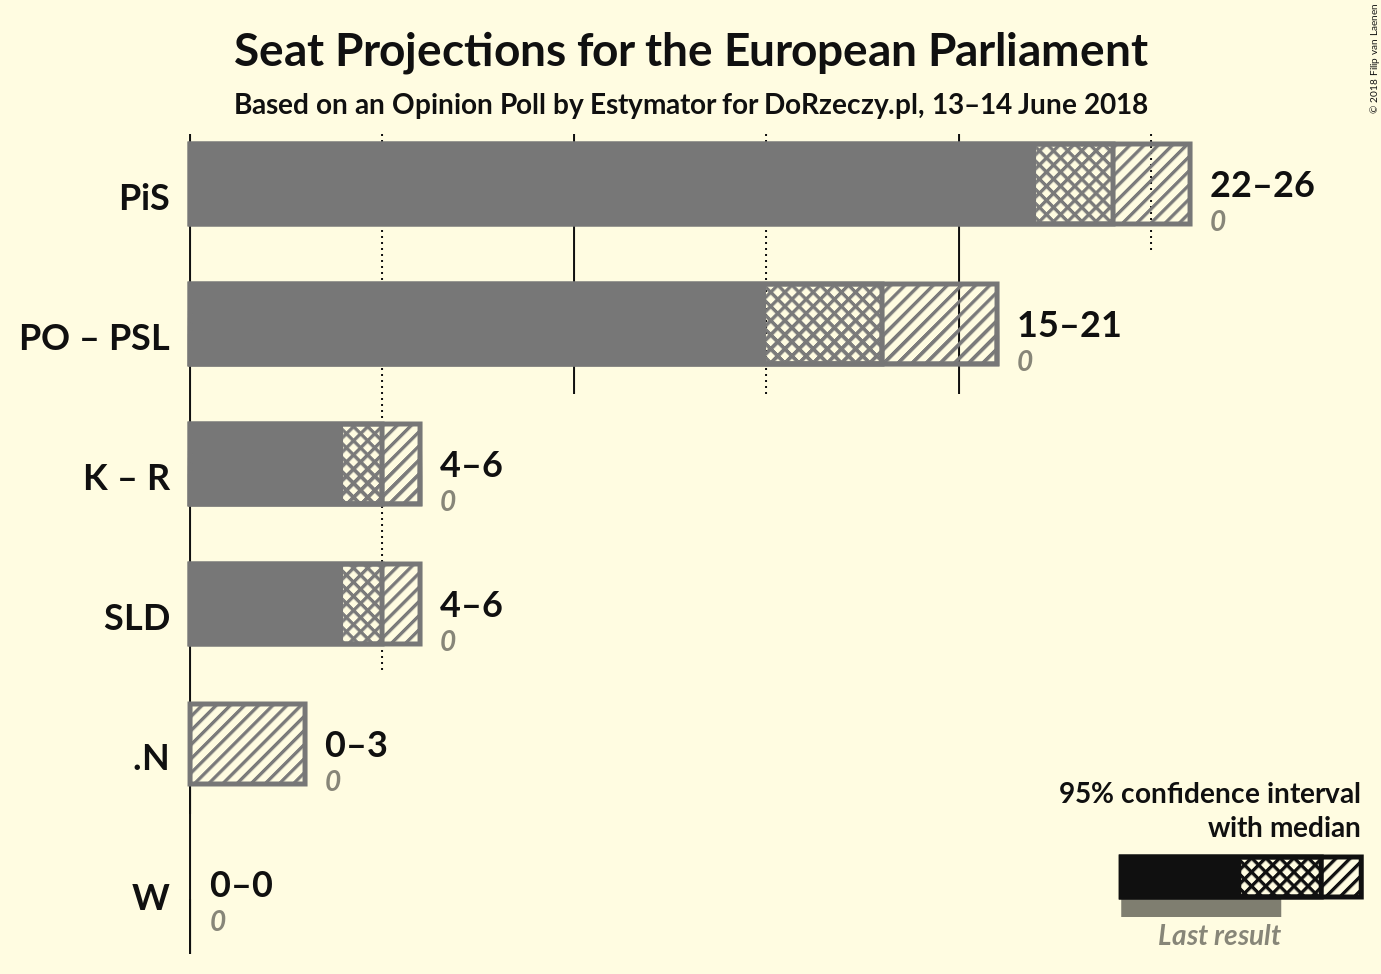 Seat Projections for the European Parliament
Based on an Opinion Poll by Estymator for DoRzeczy.pl, 13–14 June 2018
© 2018 Filip van Laenen
PiS
22–26
0
PO – PSL
15–21
0
K – R
4–6
0
SLD
4–6
0
.N
0–3
0
W
0–0
0
95% confidence interval
with median
Last result